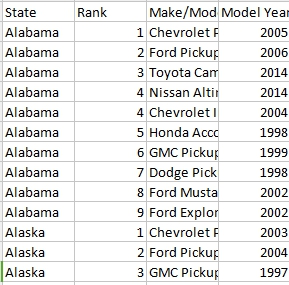 State Rank Make/Mod Model Year
Alabama 1 Chevrolet P 2005
Alabama 2 Ford Pickup 2006
Alabama 3 Toyota Cam 2014
Alabama 4 Nissan Altir 2014
Alabama 4 Chevrolet I 2004
Alabama 5 Honda Acco 1998
Alabama 6 GMC Pickup 1999
Alabama 7 Dodge Pick 1998
Alabama 8 Ford Musta 2002
Alabama 9 Ford Explor 2002
Alaska 1 Chevrolet P 2003
Alaska 2 Ford Pickup 2004
Alaska 3 GMC Pickup 1997